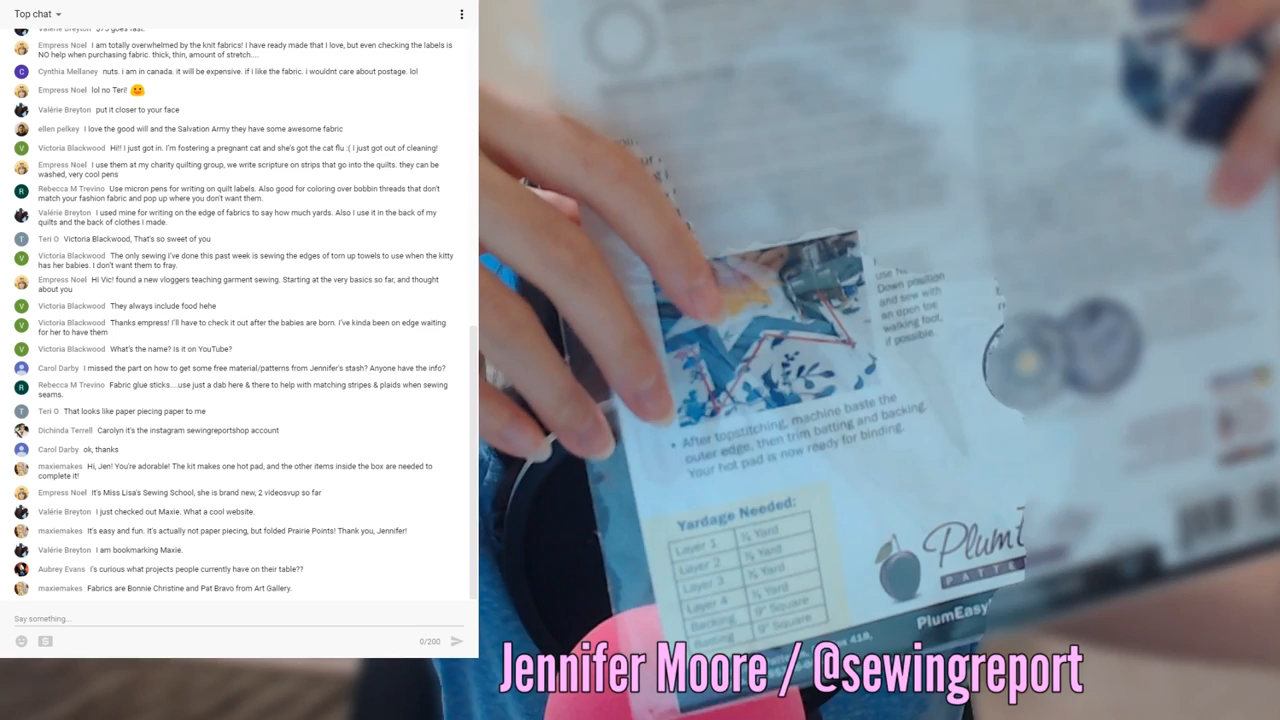 Top chat
Empress Noel I am totally overwhelmed by the knit fabrics! I have ready made that I love, but even checking the labels is
NO help when purchasing fabric. thick, thin, amount of stretch....
Cynthia Mellaney nuts. i am in canada. it will be expensive. if i like the fabric. i wouldnt care about postage. lol
Empress Noel lol no Teri!
Valérie Breyton put it closer to your face
ellen pelkey I love the good will and the Salvation Army they have some awesome fabric
Victoria Blackwood Hi!! I just got in. I'm fostering a pregnant cat and she's got the cat flu :( I just got out of cleaning!
Empress Noel I use them at my charity quilting group, we write scripture on strips that go into the quilts. they can be
washed, very cool pens
Rebecca M Trevino Use micron pens for writing on quilt labels. Also good for coloring over bobbin threads that don't
match your fashion fabric and pop up where you don't want them.
Valérie Breyton I used mine for writing on the edge of fabrics to say how much yards. Also I use it in the back of my
quilts and the back of clothes I made.
Teri O Victoria Blackwood, That's so sweet of you
Victoria Blackwood The only sewing I've done this past week is sewing the edges of torn up towels to use when the kitty
has her babies. I don't want them to fray.
Empress Noel Hi Vic! found a new vloggers teaching garment sewing. Starting at the very basics so far, and thought
about you
Victoria Blackwood They always include food hehe
Victoria Blackwood Thanks empress! I'll have to check it out after the babies are born. I've kinda been on edge waiting
for her to have them
Victoria Blackwood What's the name? Is it on YouTube?
Carol Darby I missed the part on how to get some free material/patterns from Jennifer's stash? Anyone have the info?
Rebecca M Trevino Fabric glue sticks....use just a dab here & there to help with matching stripes & plaids when sewing
seams.
Teri O That looks like paper piecing paper to me
Dichinda Terrell Carolyn it's the instagram sewingreportshop account
Carol Darby ok, thanks
maxiemakes Hi, Jen! You're adorable! The kit makes one hot pad, and the other items inside the box are needed to
complete it!
Empress Noel It's Miss Lisa's Sewing School, she is brand new, 2 videosvup so far
Valérie Breyton I just checked out Maxie. What a cool website.
maxiemakes It's easy and fun. It's actually not paper piecing, but folded Prairie Points! Thank you, Jennifer!
Valérie Breyton I am bookmarking Maxie.
Aubrey Evans I's curious what projects people currently have on their table??
maxiemakes Fabrics are Bonnie Christine and Pat Bravo from Art Gallery.
Say something...
0/200
Down position
and sew with
an open toe
walking foot,
if possible.
• After topstitching, machine baste the
outer edge, then trim batting and backing.
Your hot pad is now ready for binding.
Yardage Needed:
Layer 1
Yard
Layer 2
Yard
Layer
Yard
Layer 4
Yard
9" Square
9" Square
Plum
PATTE
PlumEasy
Jennifer Moore / @sewingreport